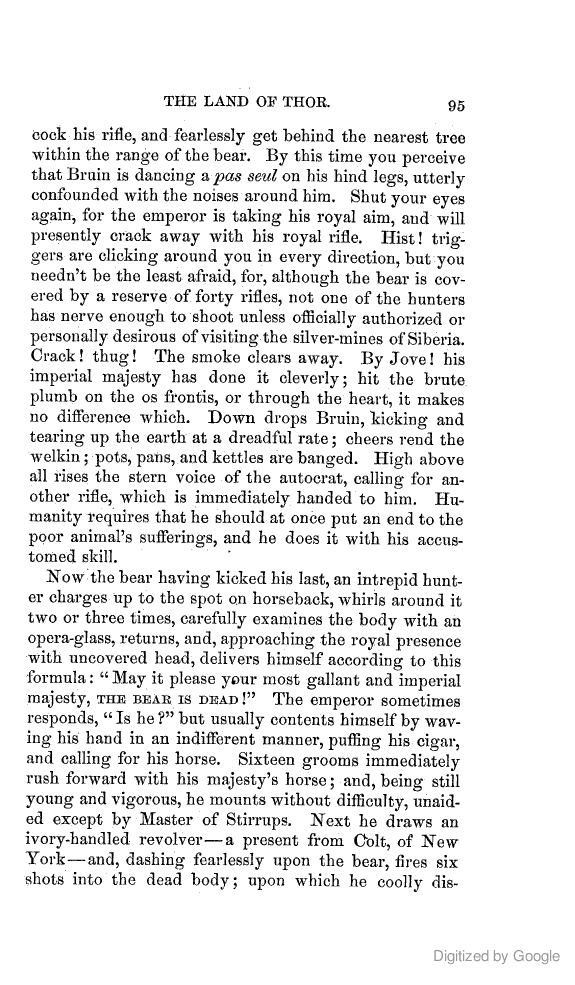 THE LAND OF THOR. 95
cock his rifle, and fearlessly get behind the nearest tree
within the range of the bear. By this time you perceive
that Bruin is dancing a pas seul on his hind legs, utterly
confounded with the noises around him. Shut your eyes
again, for the emperor is taking his royal aim, and will
presently crack away with his royal rifle. Hist! trig-
gers are clicking around you in every direction, but you
needn't be the least afraid, for, although the bear is cov-
ered by a reserve of forty rifles, not one of the hunters
has nerve enough to shoot unless officially authorized or
personally desirous of visiting the silver-mines of Siberia.
Crack! thug! The smoke clears away. By Jove! his
imperial majesty has done it cleverly; hit the brute
plumb on the os frontis, or through the heart, it makes
no difference which. Down drops Bruin, kicking and
tearing up the earth at a dreadful rate; cheers rend the
welkin; pots, pans, and kettles are banged. High above
all rises the stern voice of the autocrat, calling for an-
other rifle, which is immediately handed to him. Hu-
manity requires that he should at once put an end to the
poor animal's sufferings, and he does it with his accus-
tomed skill.
Now the bear having kicked his last, an intrepid hunt-
er charges up to the spot on horseback, whirls around it
two or three times, carefully examines the body with an
opera-glass, returns, and, approaching the royal presence
with uncovered head, delivers himself according to this
formula: "May it please your most gallant and imperial
majesty, THE BEAR IS DEAD!" The emperor sometimes
responds, "Is he?" but usually contents himself by wav-
ing his hand in an indifferent manner, puffing his cigar,
and calling for his horse. Sixteen grooms immediately
rush forward with his majesty's horse; and, being still
young and vigorous, he mounts without difficulty, unaid-
ed except by Master of Stirrups. Next he draws an
ivory-handled revolver—a present from Colt, of New
York—and, dashing fearlessly upon the bear, fires six
shots into the dead body; upon which he coolly dis-
Digitized by Google